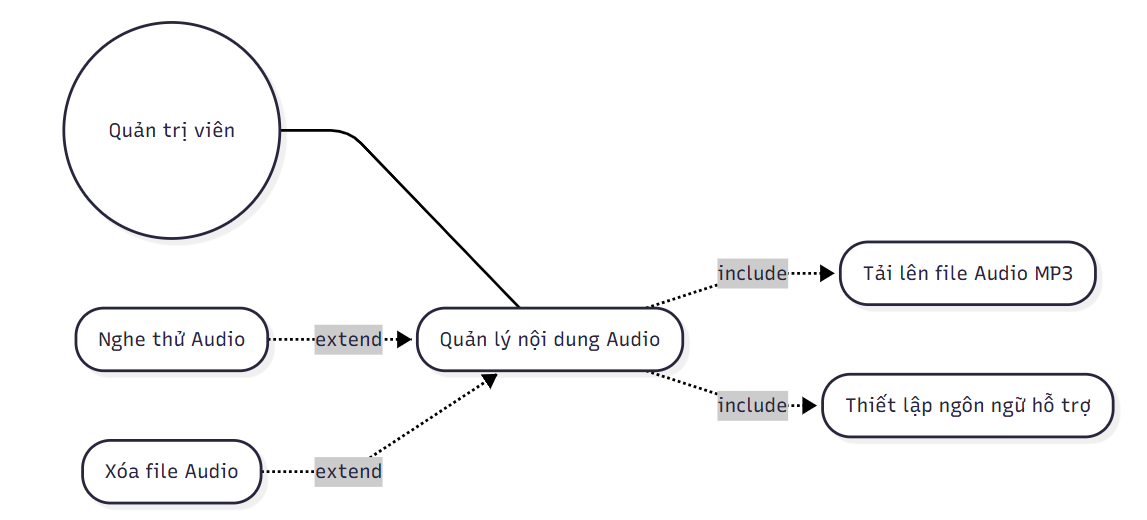 Quản trị viên
include
Tải lên file Audio MP3
Nghe thử Audio
extend
Quản lý nội dung Audio
include
Thiết lập ngôn ngữ hỗ trợ
Xóa file Audio
extend